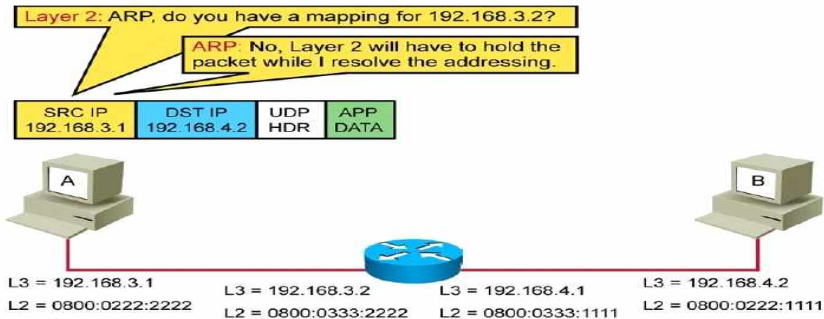 Layer 2: ARP, do you have a mapping for 192.168.3.2?
ARP: No, Layer 2 will have to hold the
packet while I resolve the addressing.
SRC IP
192.168.3.1
DST IP
192.168.4.2
UDP
HDR
APP
DATA
A
B
L3 = 192.168.3.1
L2 = 0800:0222:2222
L3 = 192.168.3.2
L2 = 0800:0333:2222
L3 = 192.168.4.1
L2 = 0800:0333:1111
L3 = 192.168.4.2
L2 = 0800:0222:1111